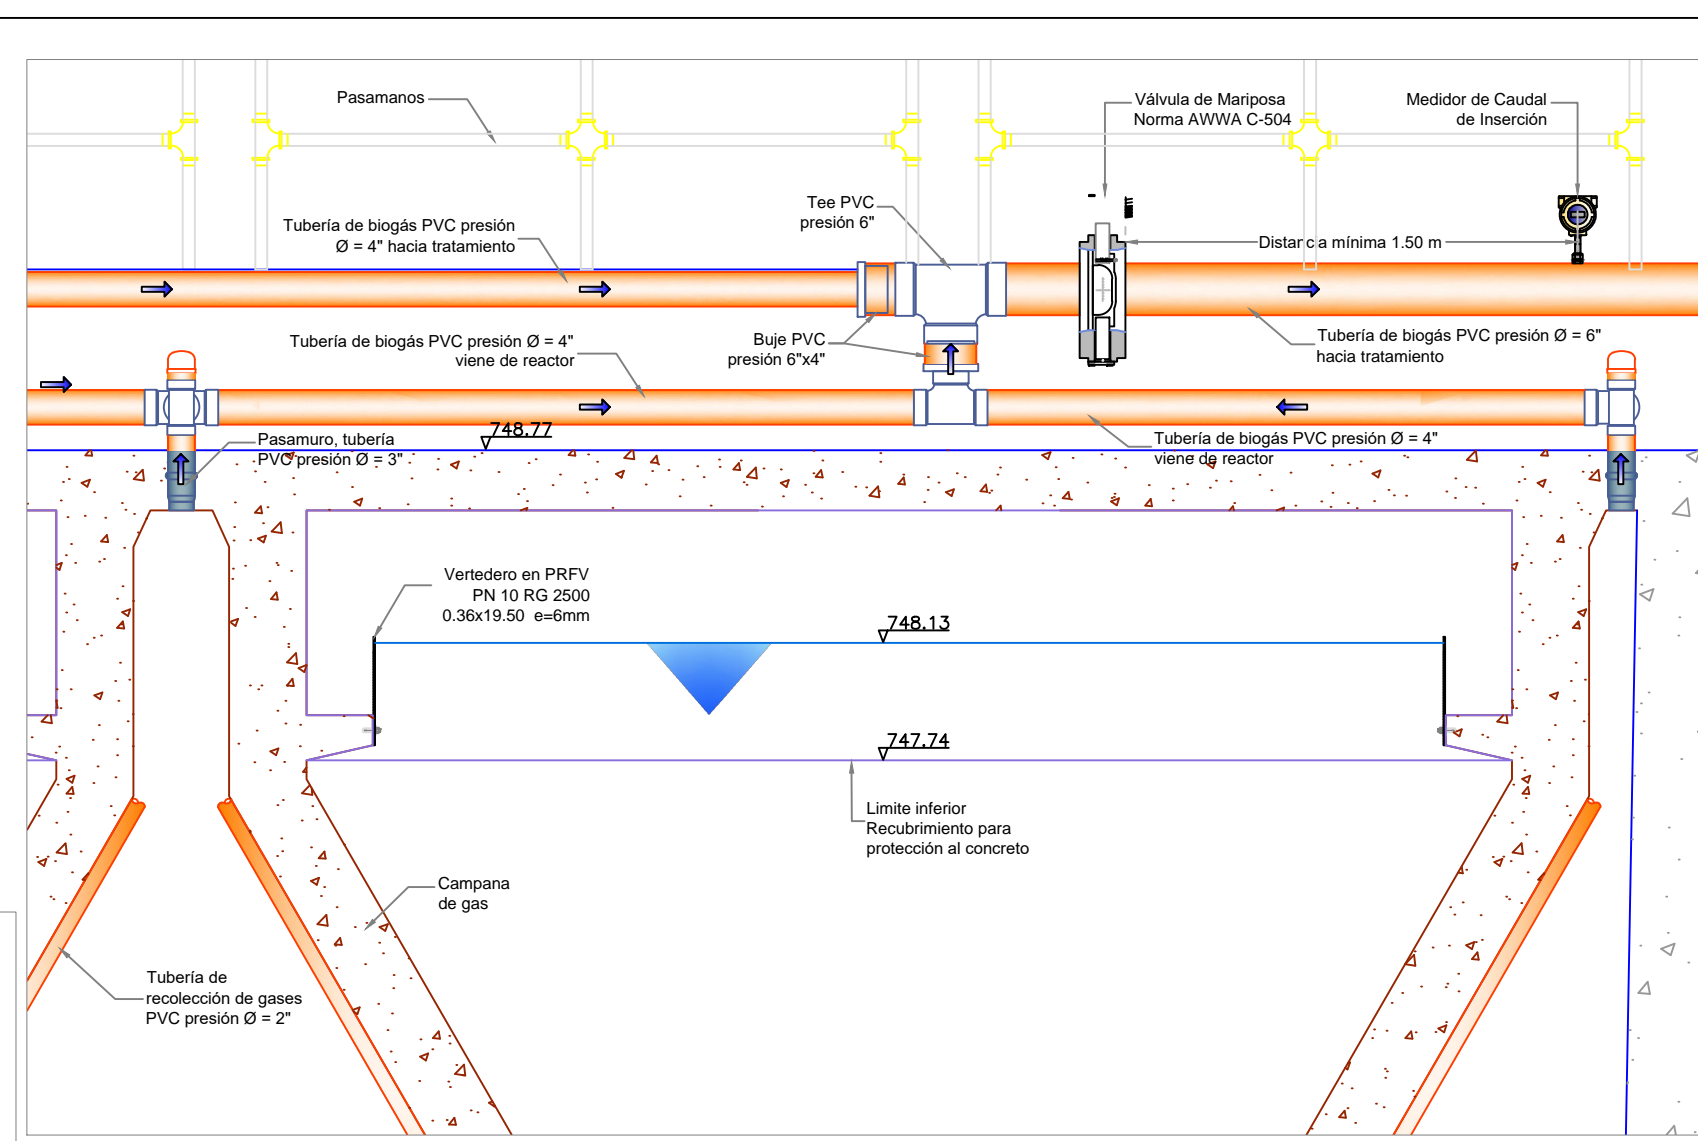 Pasamanos
Válvula de Mariposa
Norma AWWA C-504
Medidor de Caudal
de Inserción
Tubería de biogás PVC presión
Ø = 4" hacia tratamiento
Tee PVC
presión 6"
Distancia mínima 1.50 m
Tubería de biogás PVC presión Ø = 4"
viene de reactor
Buje PVC
presión 6"x4"
Tubería de biogás PVC presión Ø = 6"
hacia tratamiento
Pasamuro, tubería
PVC presión Ø = 3"
748.77
Tubería de biogás PVC presión Ø = 4"
viene de reactor
Vertedero en PRFV
PN 10 RG 2500
0.36x19.50 e=6mm
748.13
747.74
Limite inferior
Recubrimiento para
protección al concreto
Campana
de gas
Tubería de
recolección de gases
PVC presión Ø = 2"